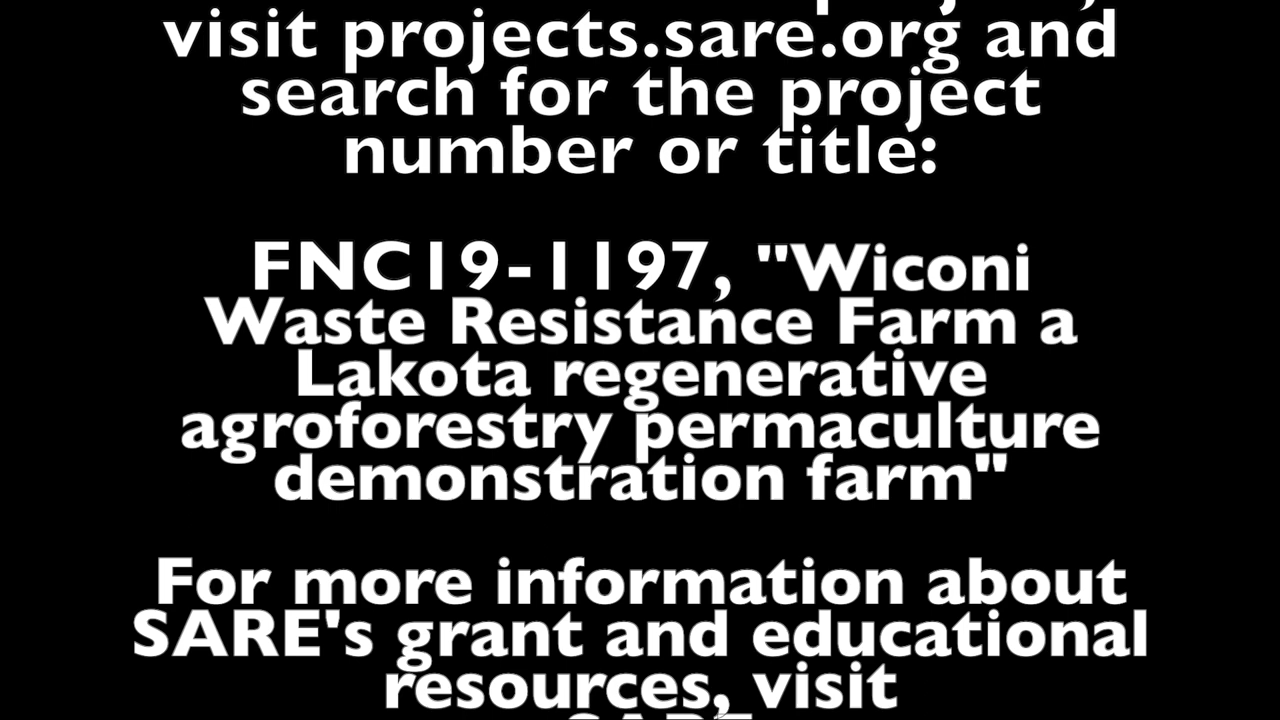 visit projects.sare.org and
search for the project
number or title:
FNC19-1197, "Wiconi
Waste Resistance Farm a
Lakota regenerative
agroforestry permaculture
demonstration farm"
For more information about
SARE's grant and educational
resources, visit